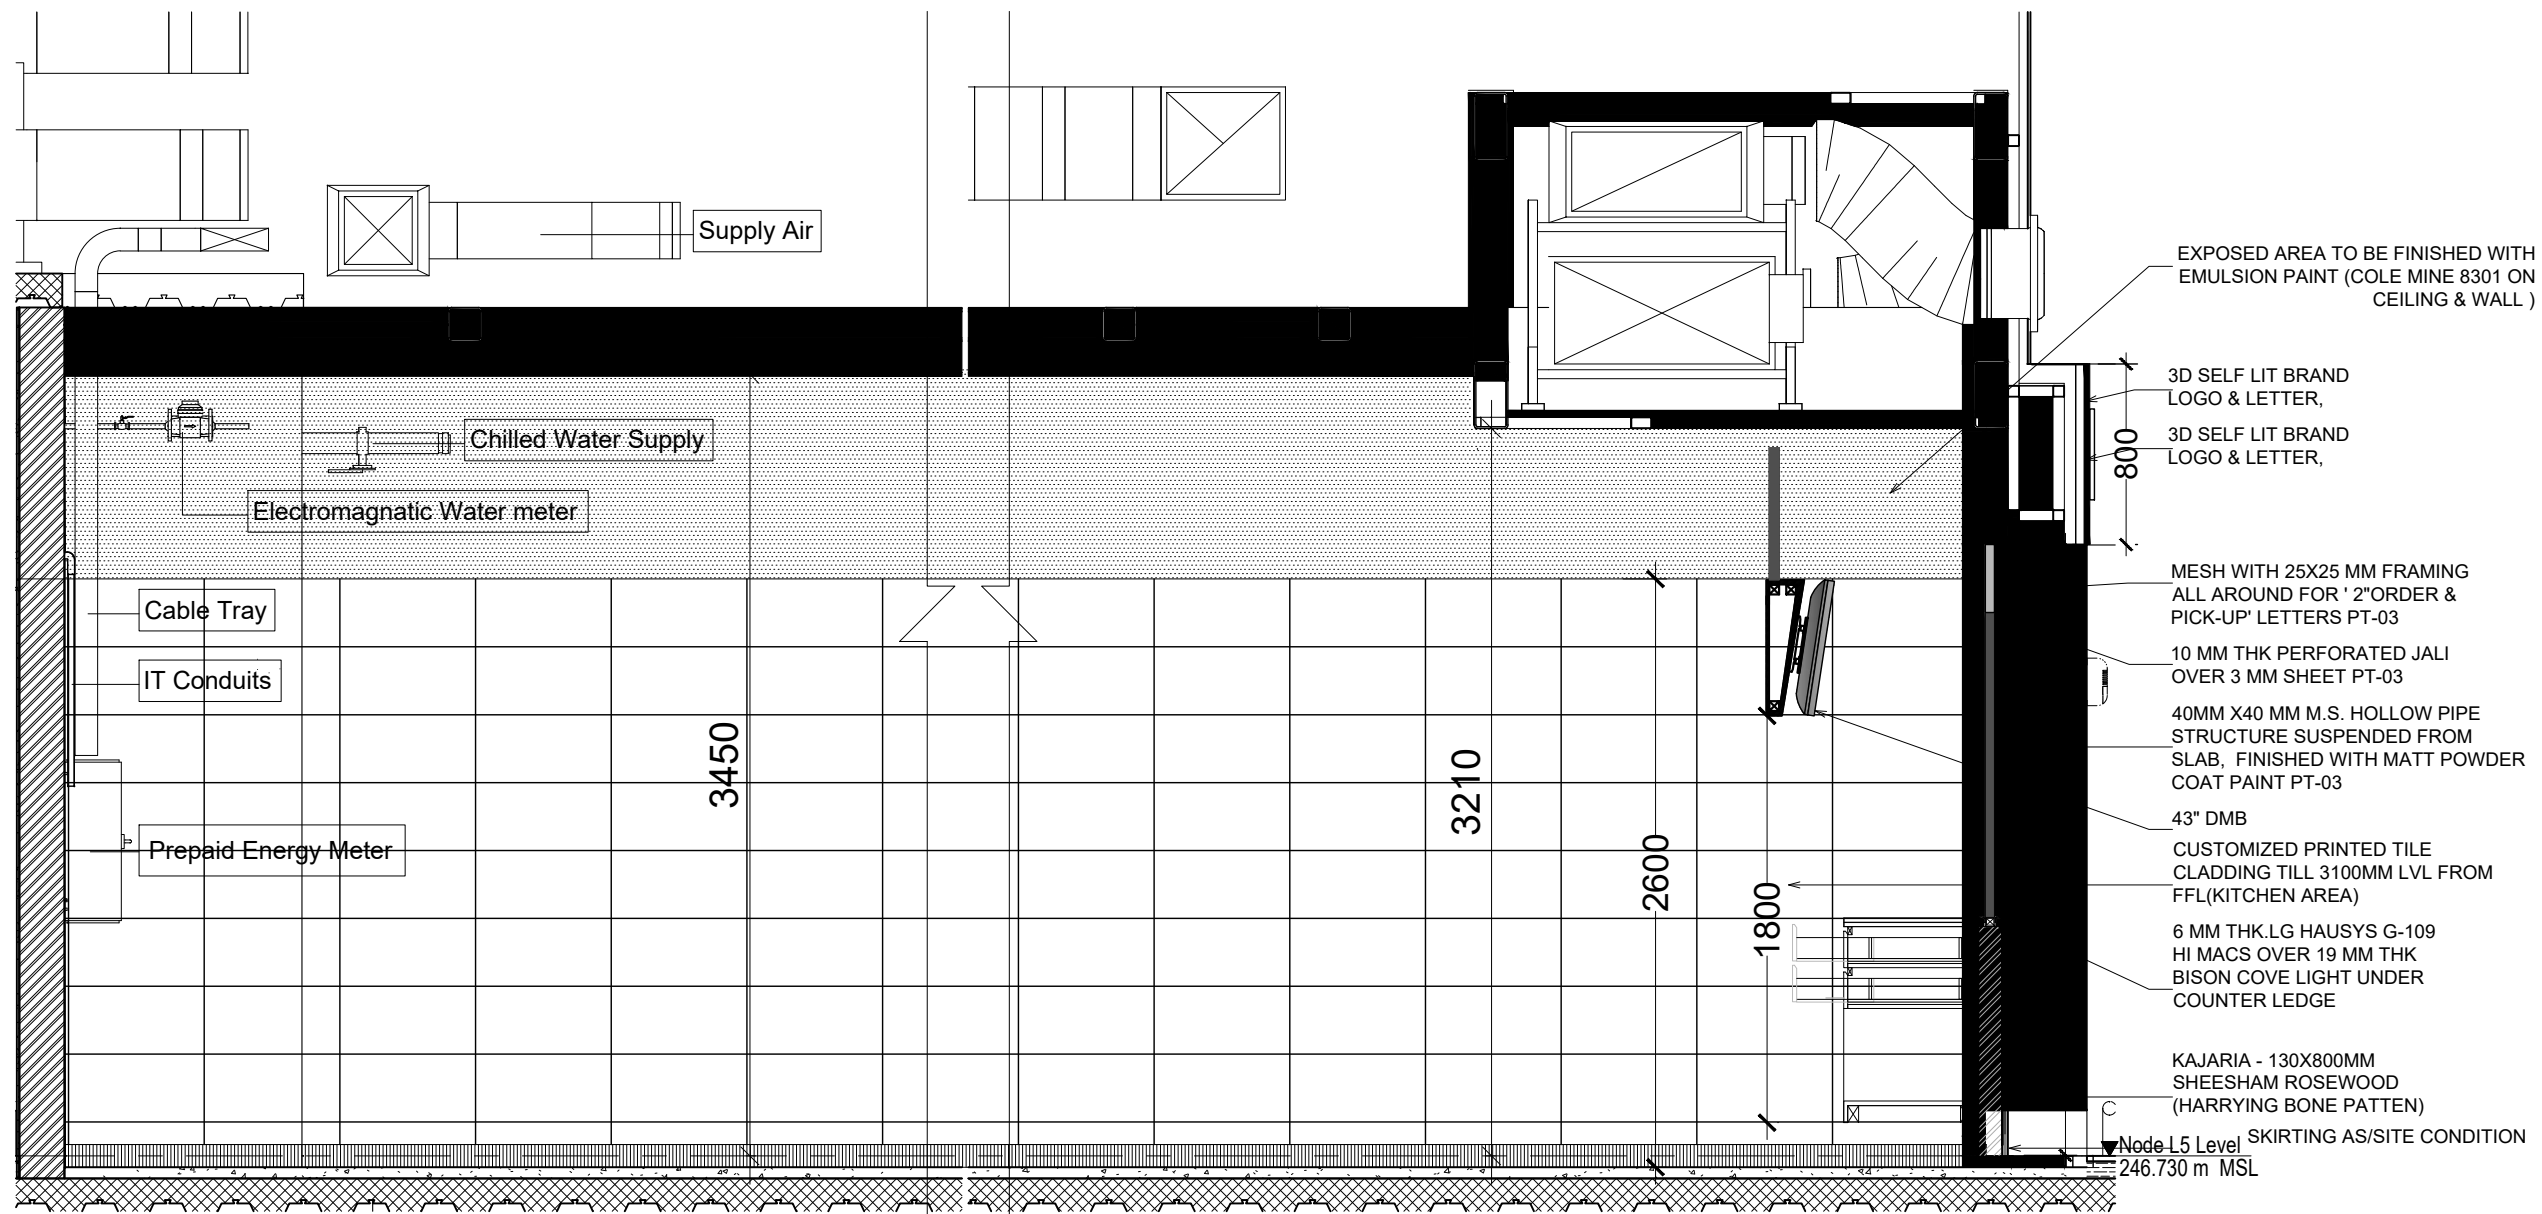 Supply Air
EXPOSED AREA TO BE FINISHED WITH
EMULSION PAINT (COLE MINE 8301 ON
CEILING & WALL )
3D SELF LIT BRAND
LOGO & LETTER,
3D SELF LIT BRAND
LOGO & LETTER,
800
Chilled Water Supply
Electromagnatic Water meter
Cable Tray
IT Conduits
Prepaid Energy Meter
3450
3210
2600
1800
MESH WITH 25X25 MM FRAMING
ALL AROUND FOR ' 2"ORDER &
PICK-UP' LETTERS PT-03
10 MM THK PERFORATED JALI
OVER 3 MM SHEET PT-03
40MM X40 MM M.S. HOLLOW PIPE
STRUCTURE SUSPENDED FROM
SLAB, FINISHED WITH MATT POWDER
COAT PAINT PT-03
43" DMB
CUSTOMIZED PRINTED TILE
CLADDING TILL 3100MM LVL FROM
FFL(KITCHEN AREA)
6 MM THK.LG HAUSYS G-109
HI MACS OVER 19 MM THK
BISON COVE LIGHT UNDER
COUNTER LEDGE
KAJARIA - 130X800MM
SHEESHAM ROSEWOOD
(HARRYING BONE PATTEN)
SKIRTING AS/SITE CONDITION
Node L5 Level
246.730 m MSL